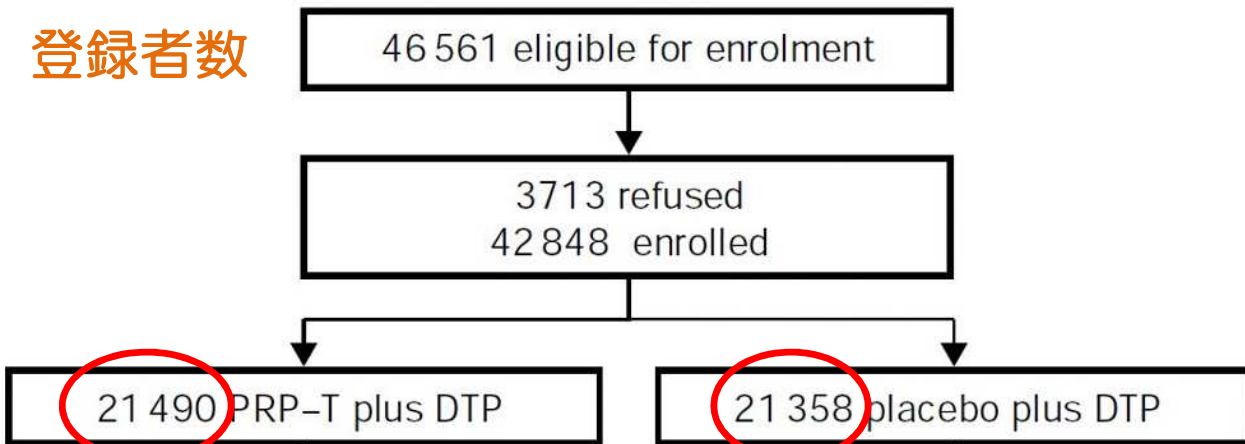 登録者数
46 561 eligible for enrolment
3713 refused
42 848 enrolled
21 490 PRP–T plus DTP
21 358 placebo plus DTP